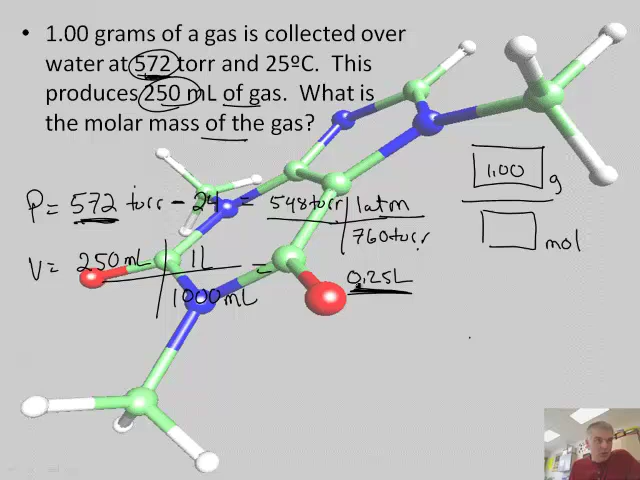 • 1.00 grams of a gas is collected over
water at 572 torr and 25ºC. This
produces 250 mL of gas. What is
the molar mass of the gas?
1.00 g
mol
P = 572 torr - 24 = 548 torr | 1 atm
760 torr
V = 250 mL | 1L = 0.25L
1000 mL